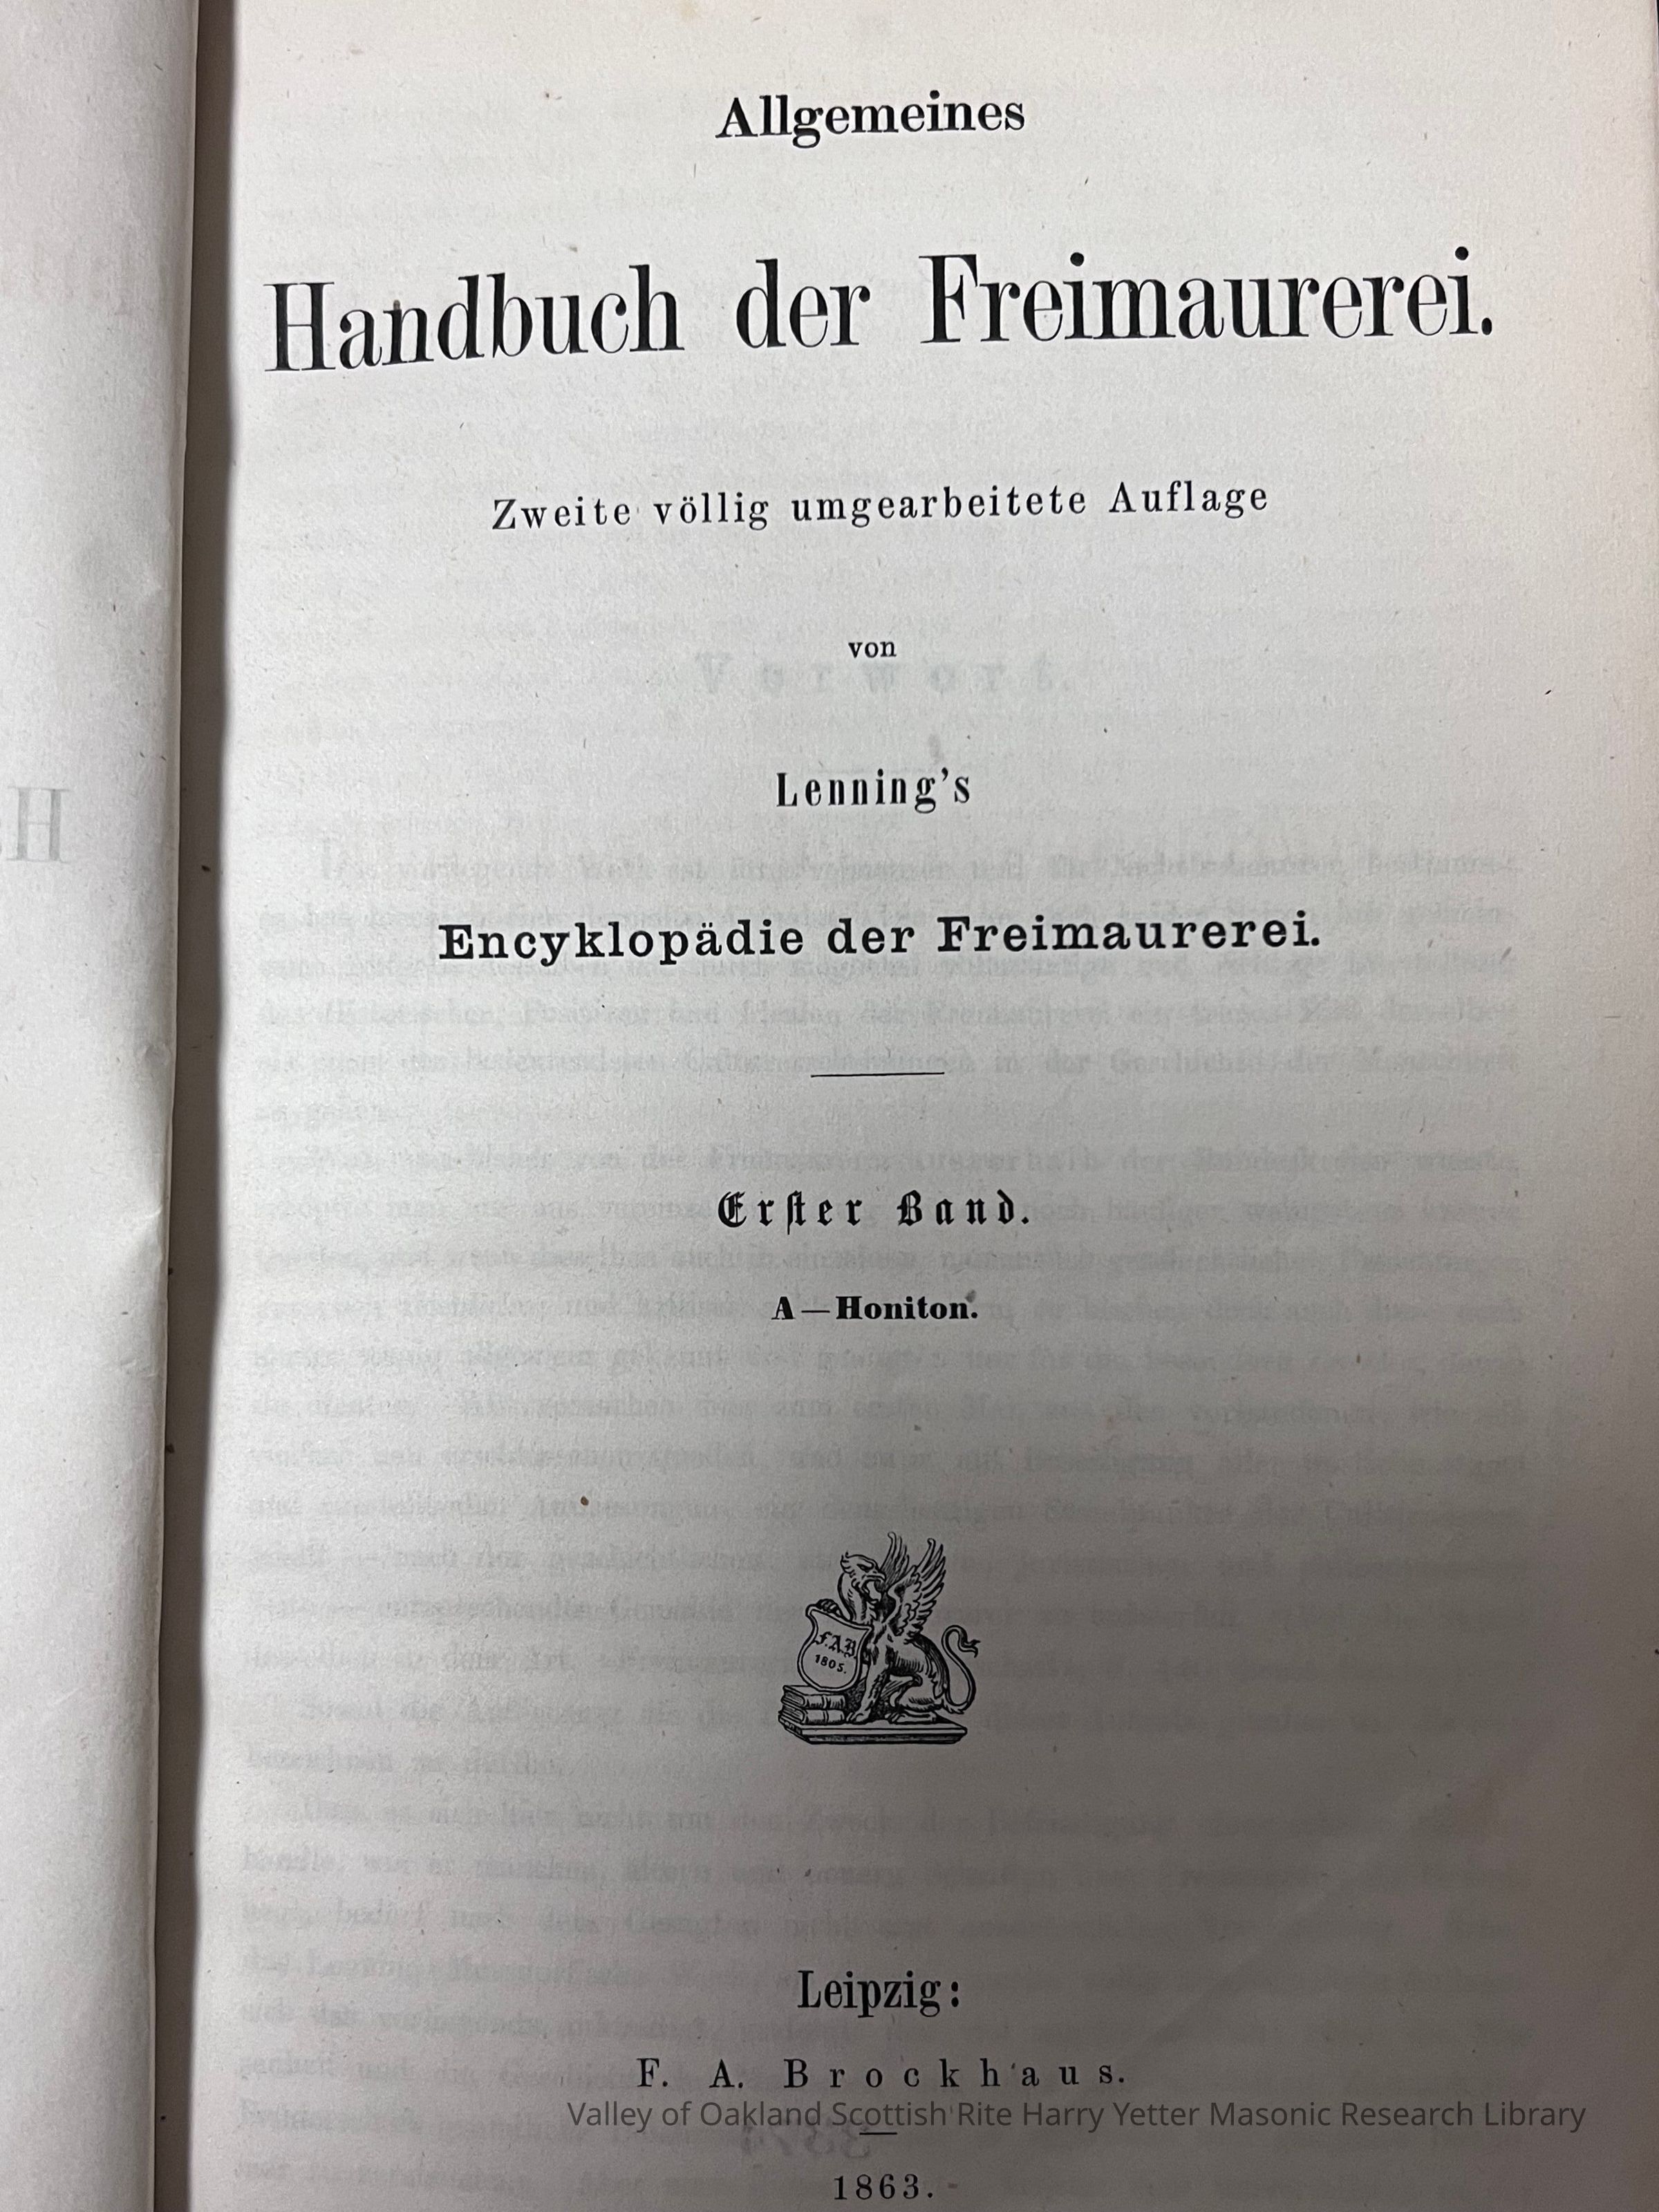 Allgemeines
Handbuch der Freimaurerei.
Zweite völlig umgearbeitete Auflage
von
Lenning's
Encyklopädie der Freimaurerei.
Erſter Band.
A—Honiton.
F.A.B
1805.
Leipzig:
F. A. Brockhaus.
Valley of Oakland Scottish Rite Harry Yetter Masonic Research Library
1863.